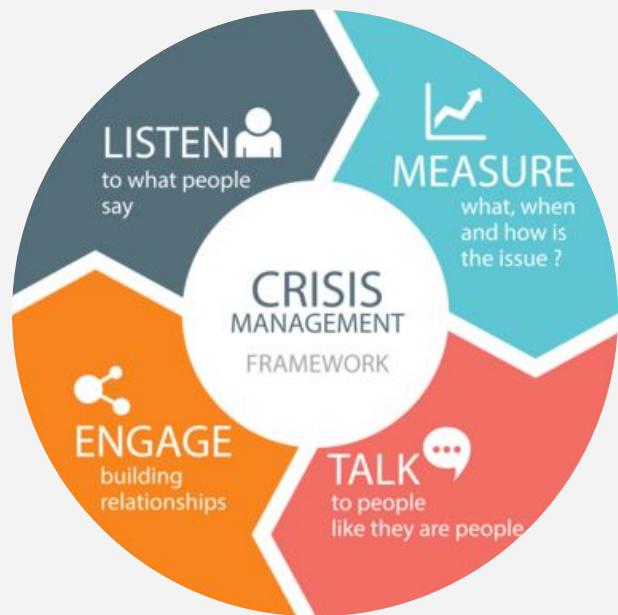 CRISIS
MANAGEMENT
FRAMEWORK
LISTEN
to what people
say
MEASURE
what, when
and how is
the issue ?
TALK
to people
like they are people
ENGAGE
building
relationships